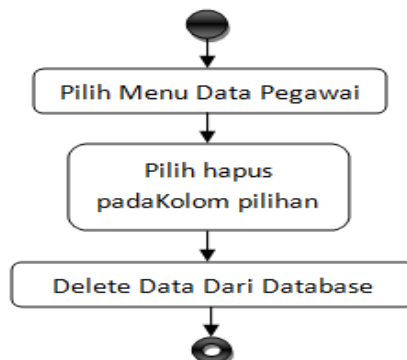 Pilih Menu Data Pegawai
Pilih hapus
padaKolom pilihan
Delete Data Dari Database